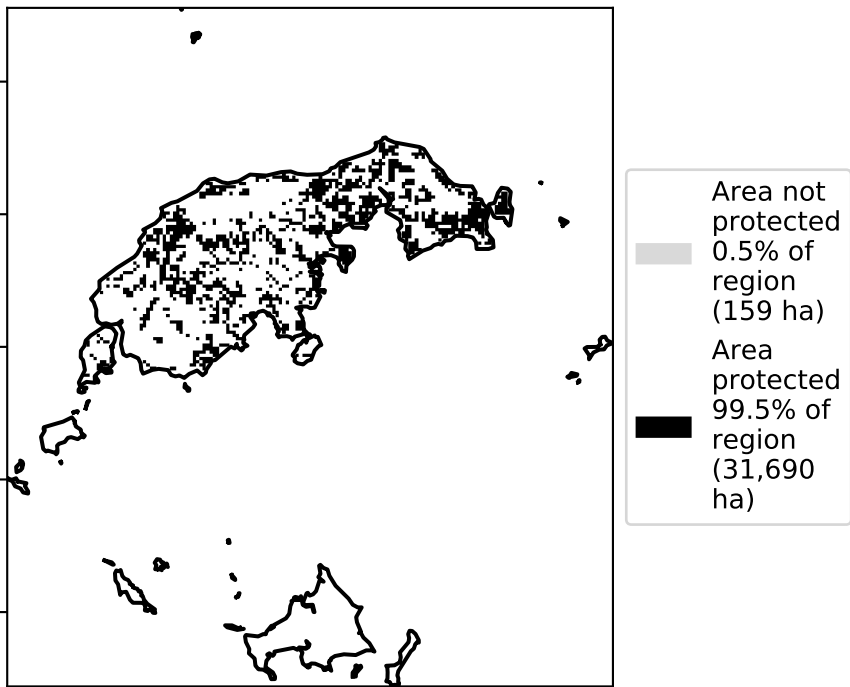 Area not
protected
0.5% of
region
(159 ha)
Area
protected
99.5% of
region
(31,690
ha)